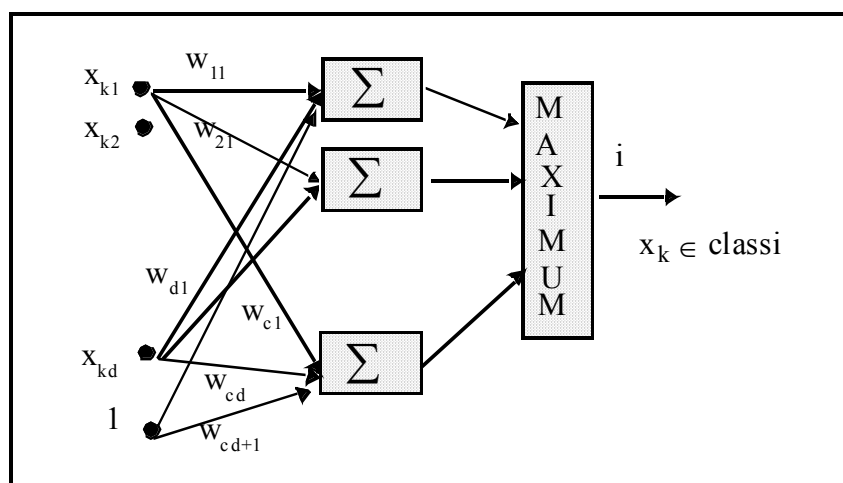 x_k1
w_11
Σ
x_k2
w_21
Σ
M
A
X
I
M
U
M
i
x_k ∈ classi
w_d1
w_c1
x_kd
w_cd
Σ
1
w_cd+1